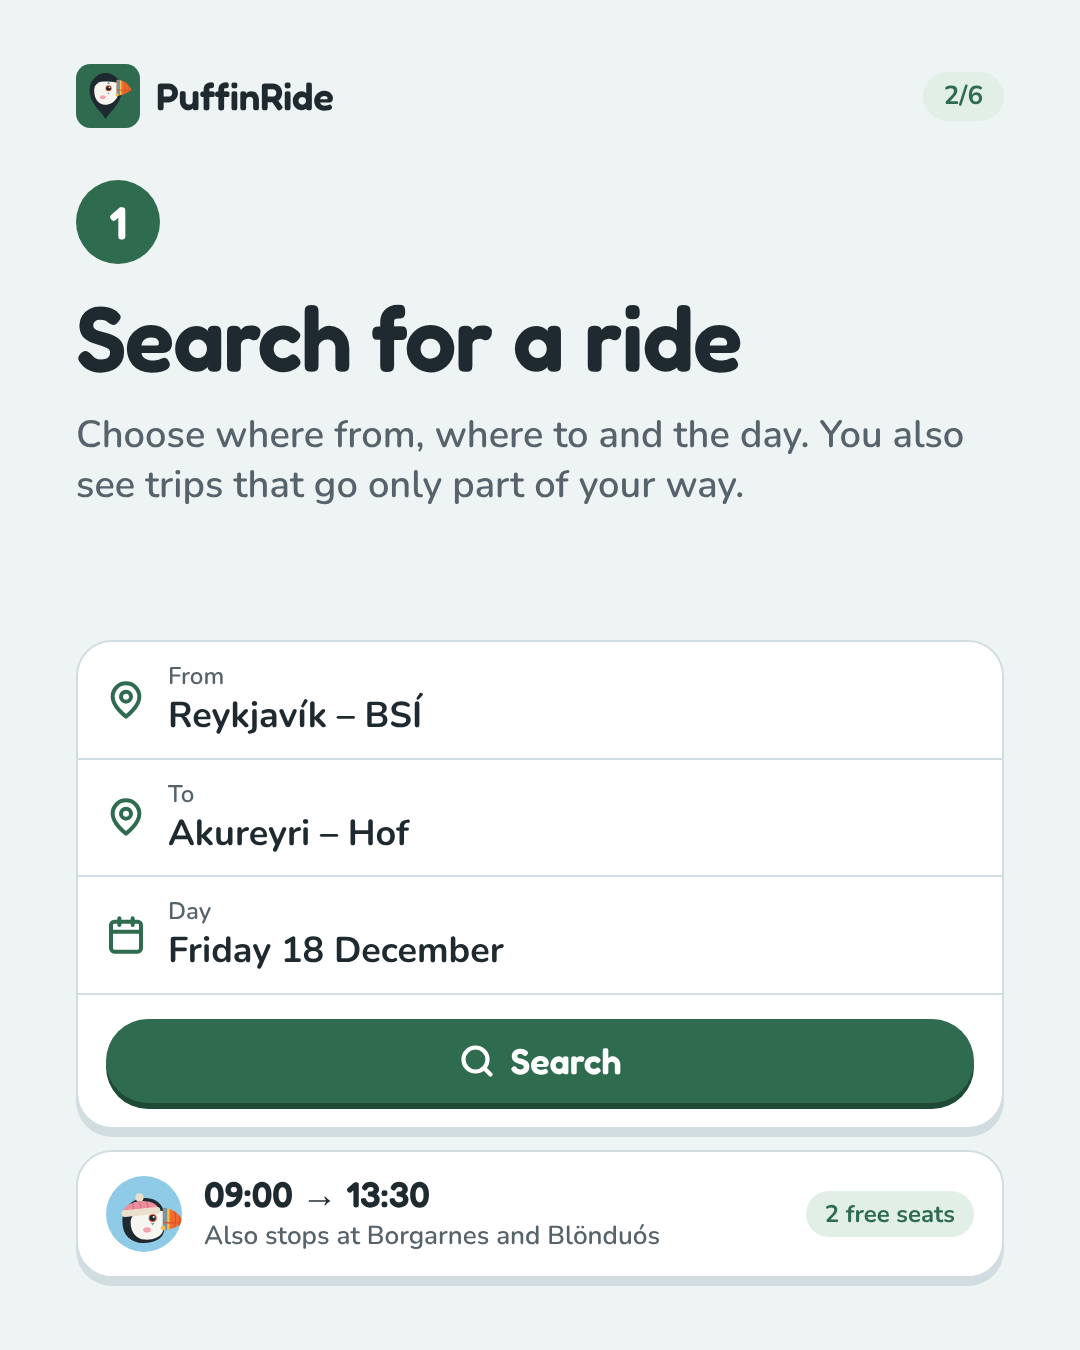 PuffinRide
2/6
1
Search for a ride
Choose where from, where to and the day. You also
see trips that go only part of your way.
From
Reykjavík – BSÍ
To
Akureyri – Hof
Day
Friday 18 December
Search
09:00 → 13:30
Also stops at Borgarnes and Blönduós
2 free seats